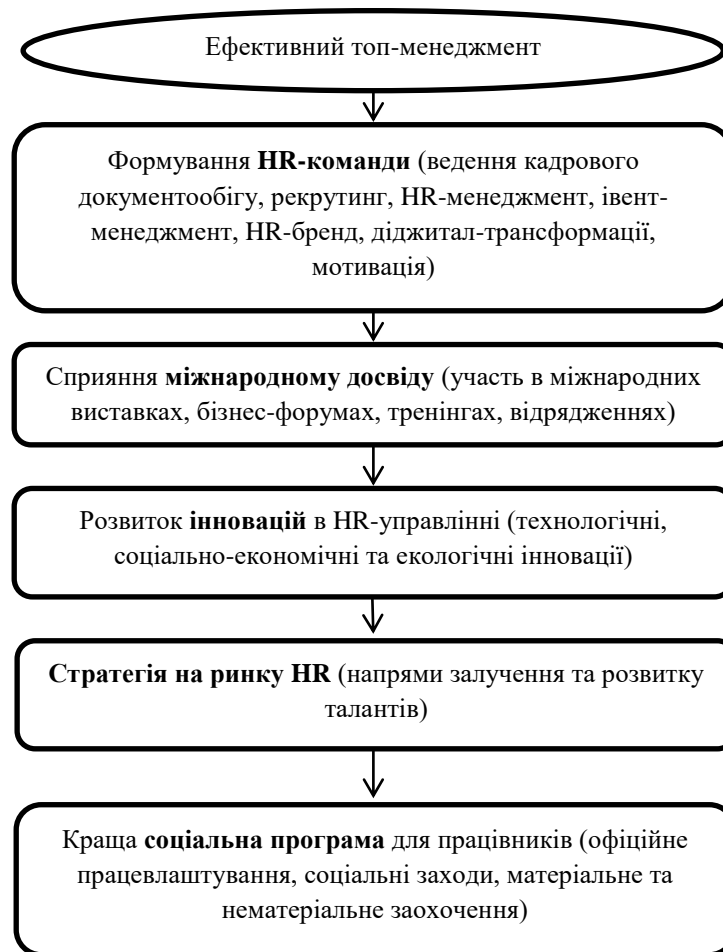 Ефективний топ-менеджмент
Формування HR-команди (ведення кадрового
документообігу, рекрутинг, HR-менеджмент, івент-
менеджмент, HR-бренд, діджитал-трансформації,
мотивація)
Сприяння міжнародному досвіду (участь в міжнародних
виставках, бізнес-форумах, тренінгах, відрядженнях)
Розвиток інновацій в HR-управлінні (технологічні,
соціально-економічні та екологічні інновації)
Стратегія на ринку HR (напрями залучення та розвитку
талантів)
Краща соціальна програма для працівників (офіційне
працевлаштування, соціальні заходи, матеріальне та
нематеріальне заохочення)